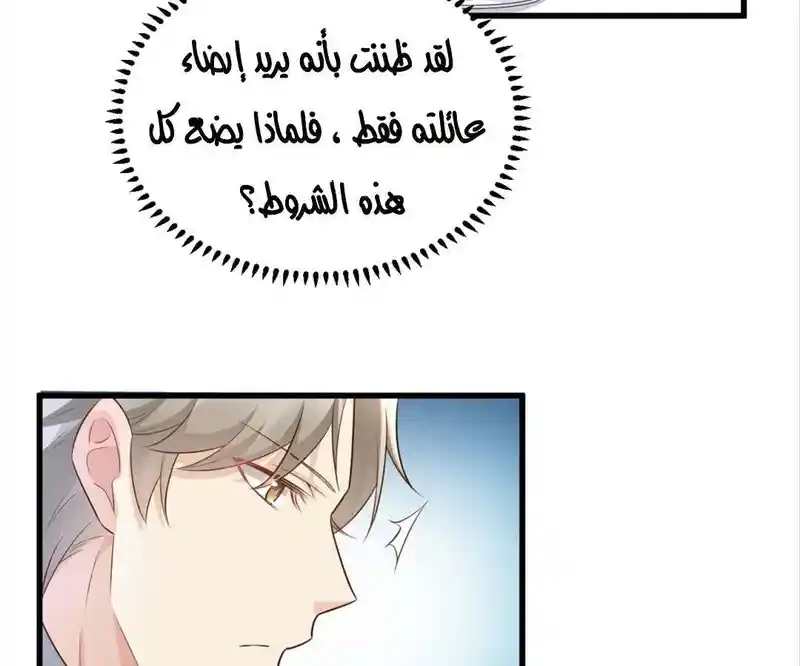 لقد ظننت بأنه يريد إرضاء
عائلته فقط ، فلماذا يضع كل
هذه الشروط؟